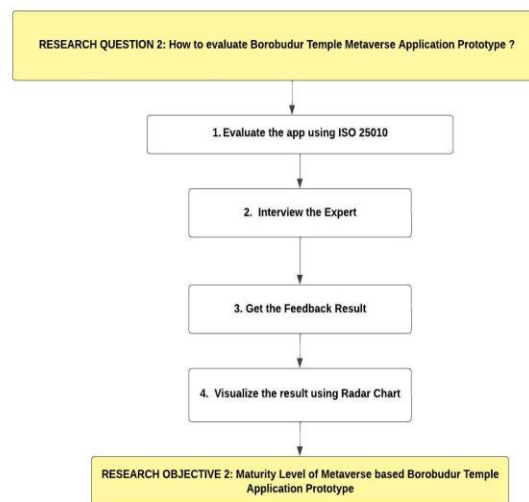 RESEARCH QUESTION 2: How to evaluate Borobudur Temple Metaverse Application Prototype ?
1. Evaluate the app using ISO 25010
2. Interview the Expert
3. Get the Feedback Result
4. Visualize the result using Radar Chart
RESEARCH OBJECTIVE 2: Maturity Level of Metaverse based Borobudur Temple
Application Prototype